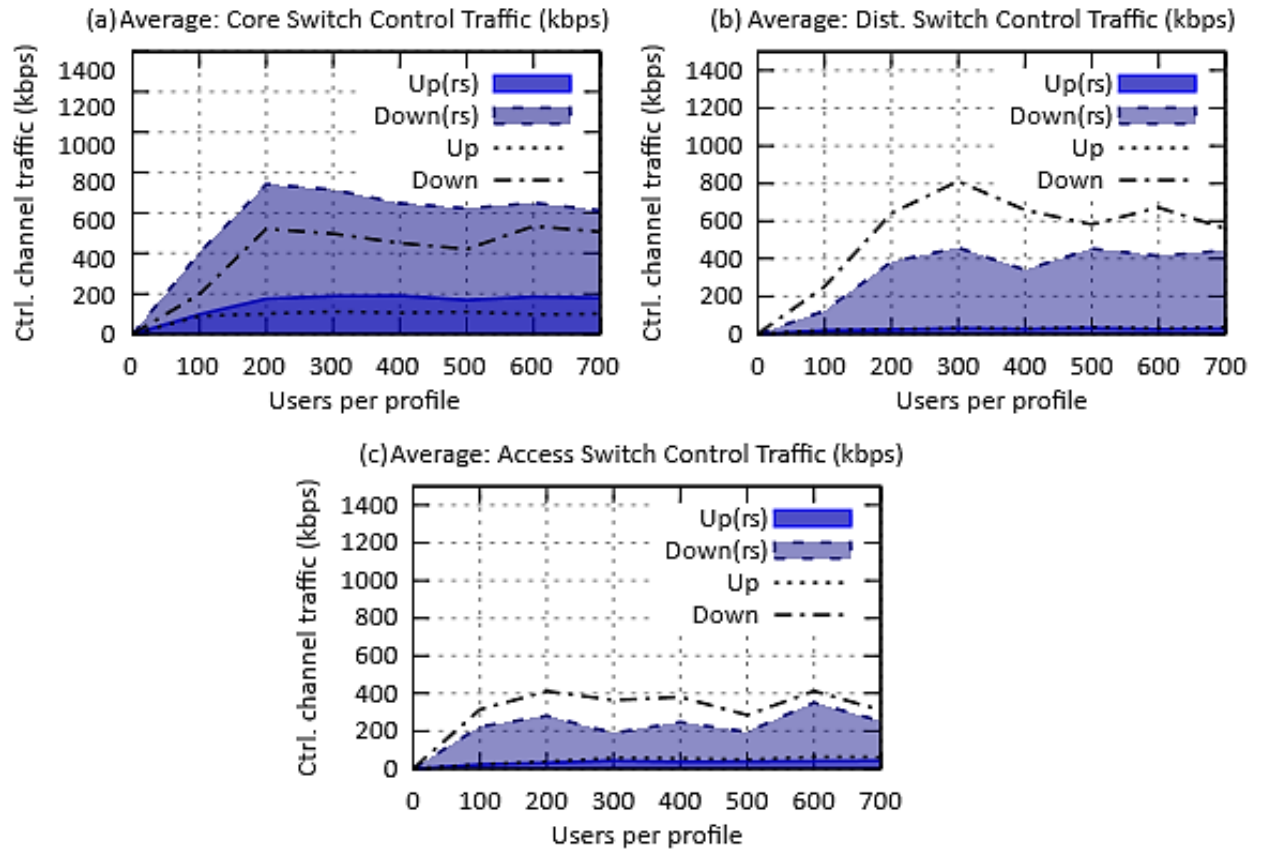 (a) Average: Core Switch Control Traffic (kbps)
Ctrl. channel traffic (kbps)
1400
1200
1000
800
600
400
200
0
Up(rs)
Down(rs)
Up
Down
0 100 200 300 400 500 600 700
Users per profile
(b) Average: Dist. Switch Control Traffic (kbps)
Ctrl. channel traffic (kbps)
1400
1200
1000
800
600
400
200
0
Up(rs)
Down(rs)
Up
Down
0 100 200 300 400 500 600 700
Users per profile
(c) Average: Access Switch Control Traffic (kbps)
Ctrl. channel traffic (kbps)
1400
1200
1000
800
600
400
200
0
Up(rs)
Down(rs)
Up
Down
0 100 200 300 400 500 600 700
Users per profile